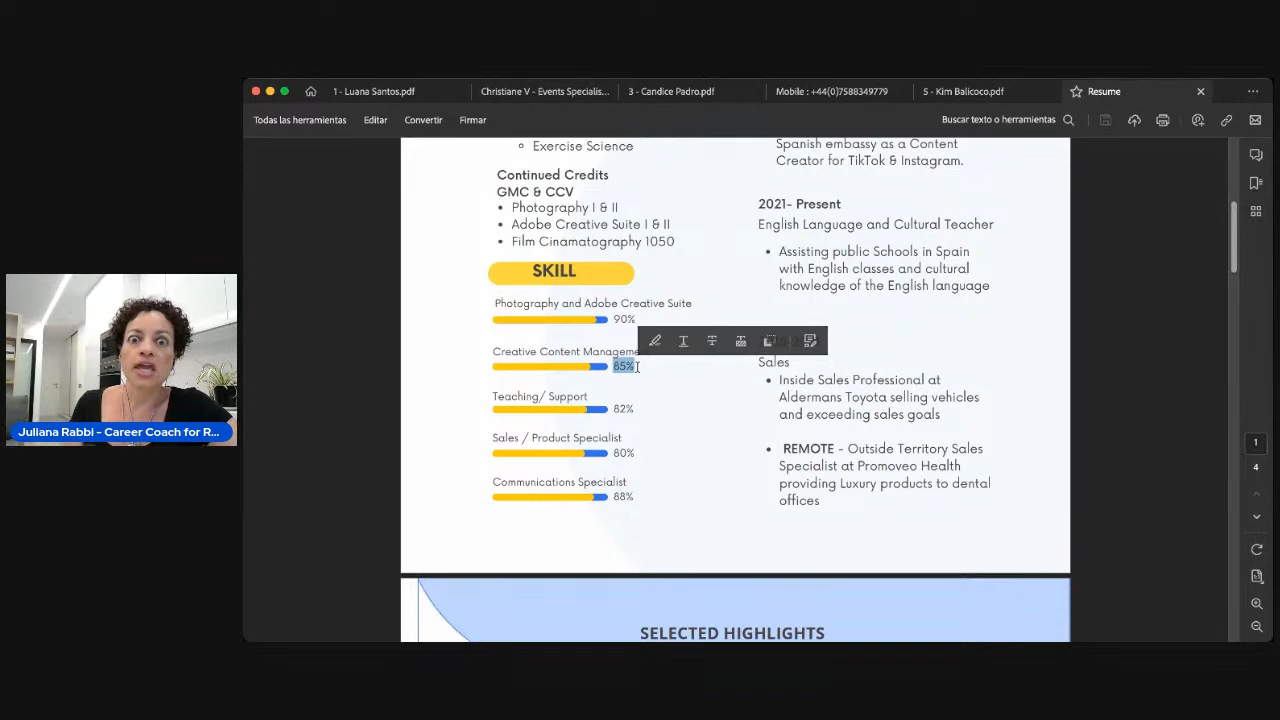 1 - Luana Santos.pdf
Christiane V - Events Specialis...
3 - Candice Padro.pdf
Mobile : +44(0)7588349779
5 - Kim Balicoco.pdf
Resume
Todas las herramientas
Editar
Convertir
Firmar
Buscar texto o herramientas
Exercise Science
Continued Credits
GMC & CCV
Photography I & II
Adobe Creative Suite I & II
Film Cinamatography 1050
SKILL
Photography and Adobe Creative Suite
90%
Creative Content Manageme
85%
Teaching/ Support
82%
Sales / Product Specialist
80%
Communications Specialist
88%
Spanish embassy as a Content
Creator for TikTok & Instagram.
2021- Present
English Language and Cultural Teacher
Assisting public Schools in Spain
with English classes and cultural
knowledge of the English language
Sales
Inside Sales Professional at
Aldermans Toyota selling vehicles
and exceeding sales goals
REMOTE - Outside Territory Sales
Specialist at Promoveo Health
providing Luxury products to dental
offices
SELECTED HIGHLIGHTS
1
4
Juliana Rabbi - Career Coach for R...